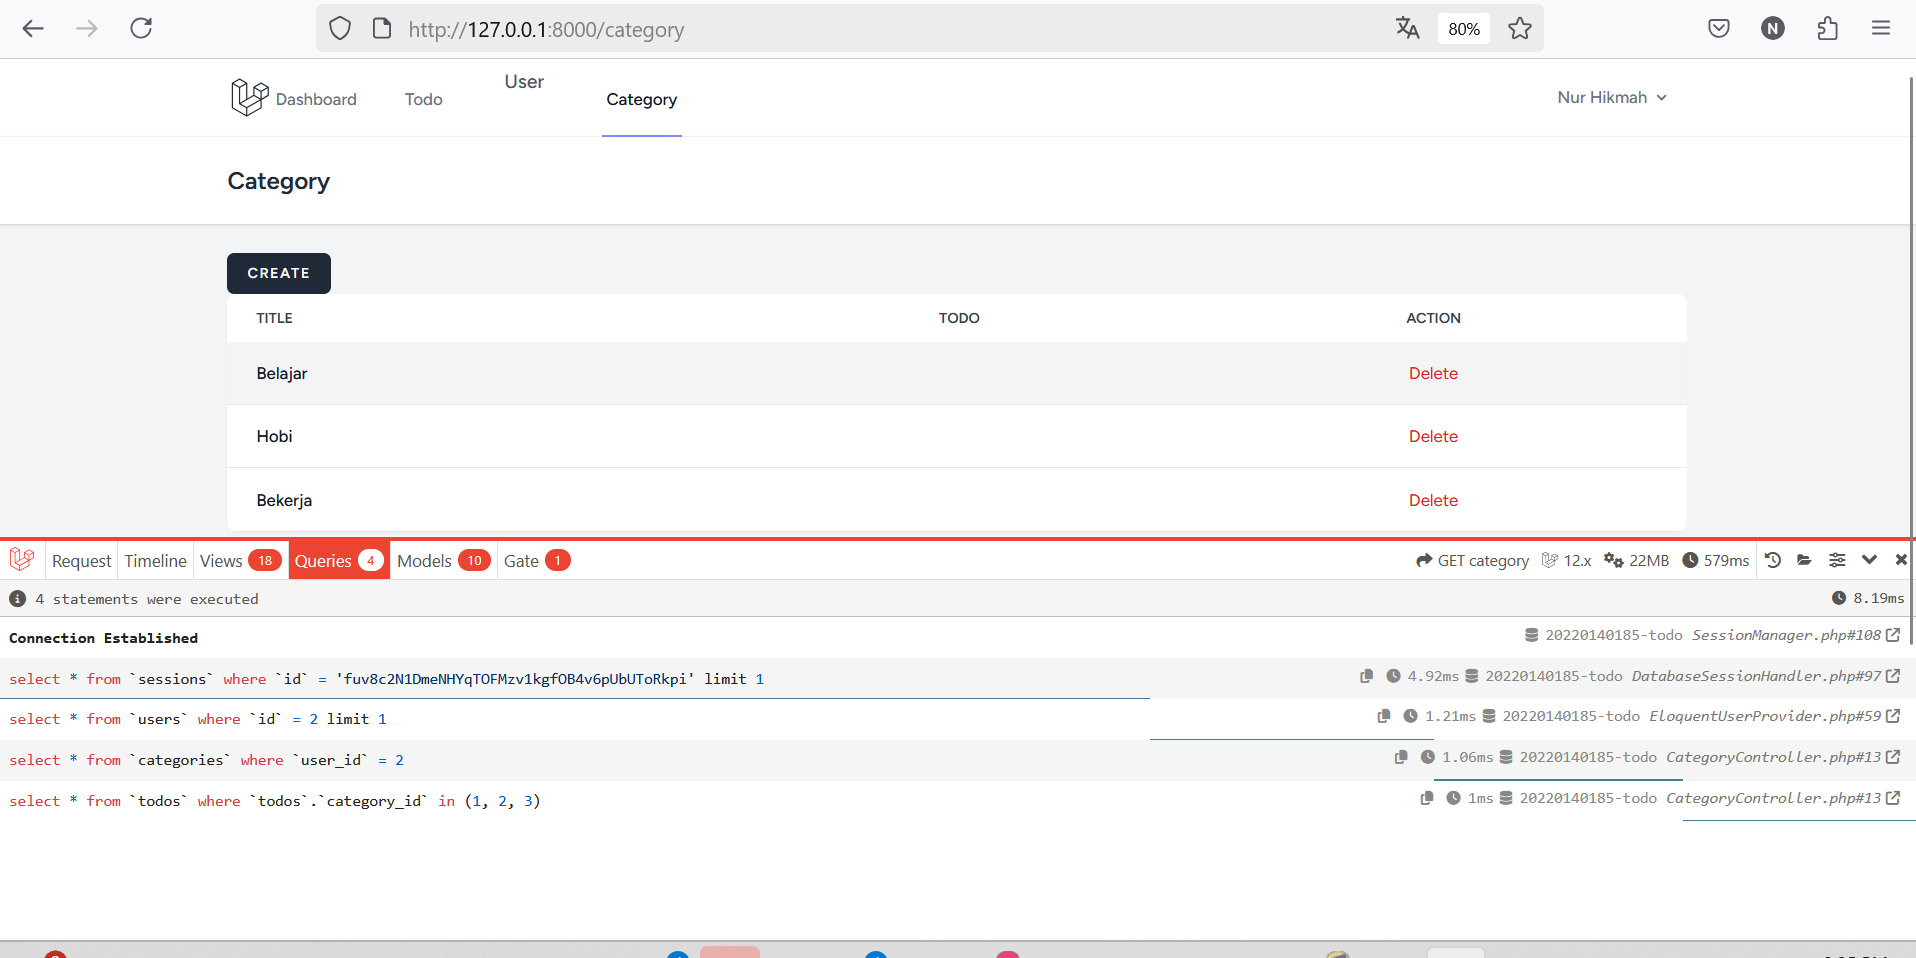 http://127.0.0.1:8000/category 80% N
Dashboard Todo User Category Nur Hikmah
Category
CREATE
TITLE TODO ACTION
Belajar Delete
Hobi Delete
Bekerja Delete
Request Timeline Views 18 Queries 4 Models 10 Gate 1 GET category 12.x 22MB 579ms
4 statements were executed 8.19ms
Connection Established 20220140185-todo SessionManager.php#108
select * from `sessions` where `id` = 'fuv8c2N1DmeNHYqTOFMzv1kgfOB4v6pUbUToRkpi' limit 1 4.92ms 20220140185-todo DatabaseSessionHandler.php#97
select * from `users` where `id` = 2 limit 1 1.21ms 20220140185-todo EloquentUserProvider.php#59
select * from `categories` where `user_id` = 2 1.06ms 20220140185-todo CategoryController.php#13
select * from `todos` where `todos`.`category_id` in (1, 2, 3) 1ms 20220140185-todo CategoryController.php#13